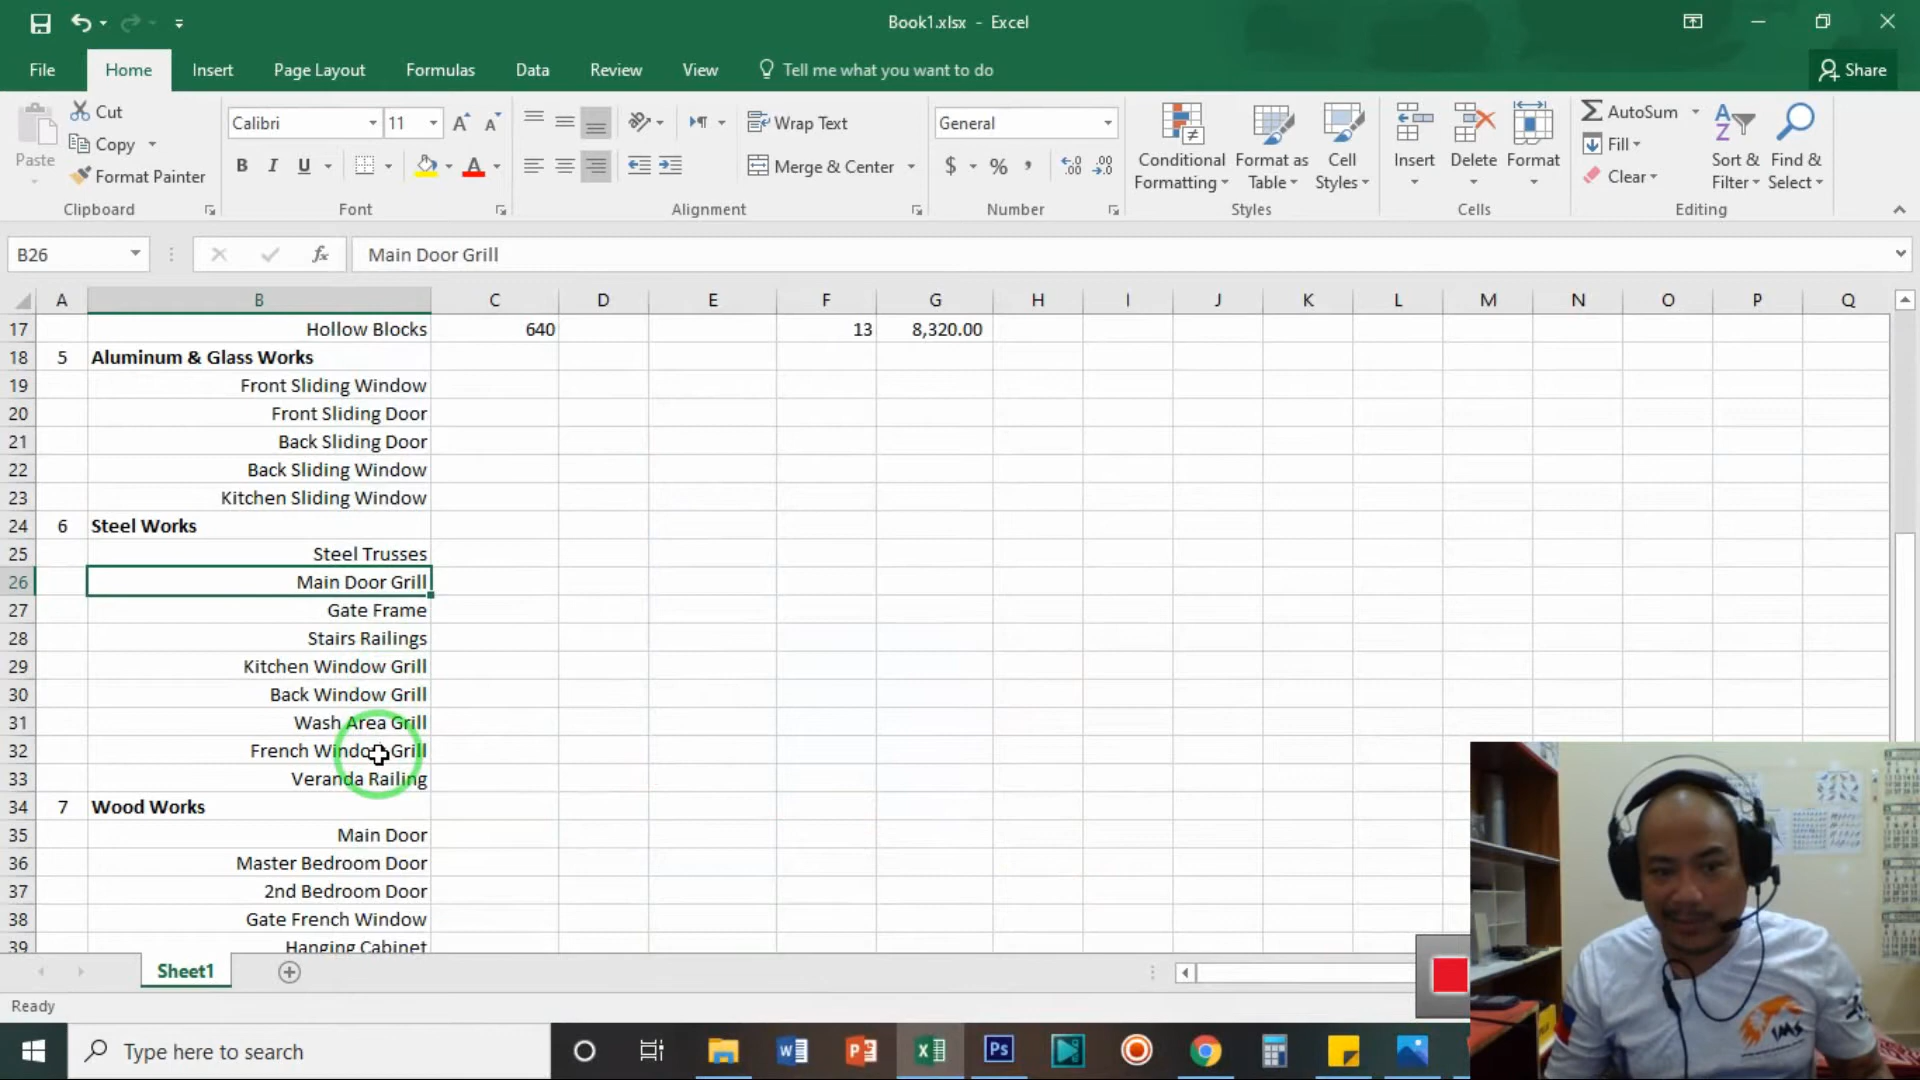 Book1.xlsx - Excel
File Home Insert Page Layout Formulas Data Review View Tell me what you want to do Share
Paste
Cut
Copy
Format Painter
Clipboard
Calibri 11
B I U
Font
Wrap Text
Merge & Center
Alignment
General
$ % ,
Number
Conditional Formatting
Format as Table
Cell Styles
Styles
Insert Delete Format
Cells
AutoSum
Fill
Clear
Sort & Filter
Find & Select
Editing
B26 fx Main Door Grill
A B C D E F G H I J K L M N O P Q
17 Hollow Blocks 640 13 8,320.00
18 5 Aluminum & Glass Works
19 Front Sliding Window
20 Front Sliding Door
21 Back Sliding Door
22 Back Sliding Window
23 Kitchen Sliding Window
24 6 Steel Works
25 Steel Trusses
26 Main Door Grill
27 Gate Frame
28 Stairs Railings
29 Kitchen Window Grill
30 Back Window Grill
31 Wash Area Grill
32 French Window Grill
33 Veranda Railing
34 7 Wood Works
35 Main Door
36 Master Bedroom Door
37 2nd Bedroom Door
38 Gate French Window
39 Hanging Cabinet
Sheet1
Ready
Type here to search
Ps
IMS